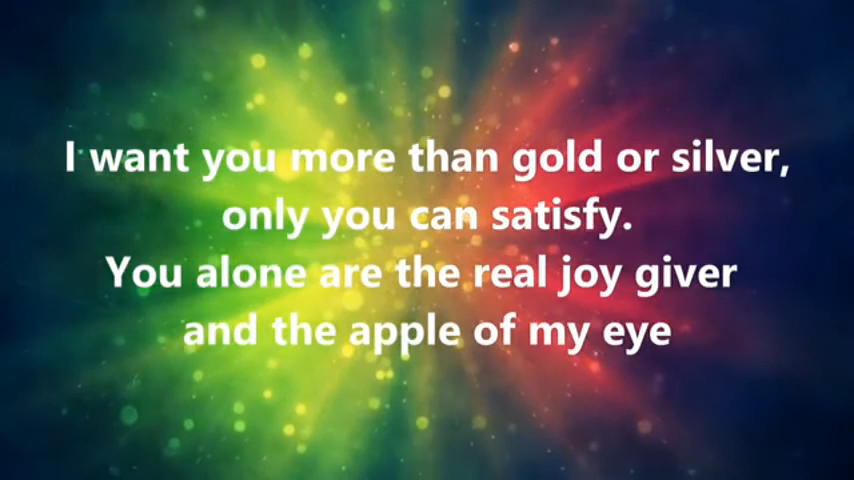 I want you more than gold or silver,
only you can satisfy.
You alone are the real joy giver
and the apple of my eye